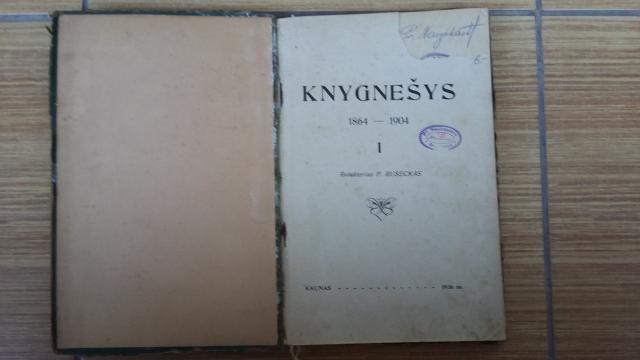 KNYGNEŠYS
1864 — 1904
I
Redaktorius P. RUSECKAS
KAUNAS - - - - - - - - - - - - - 1926 m.